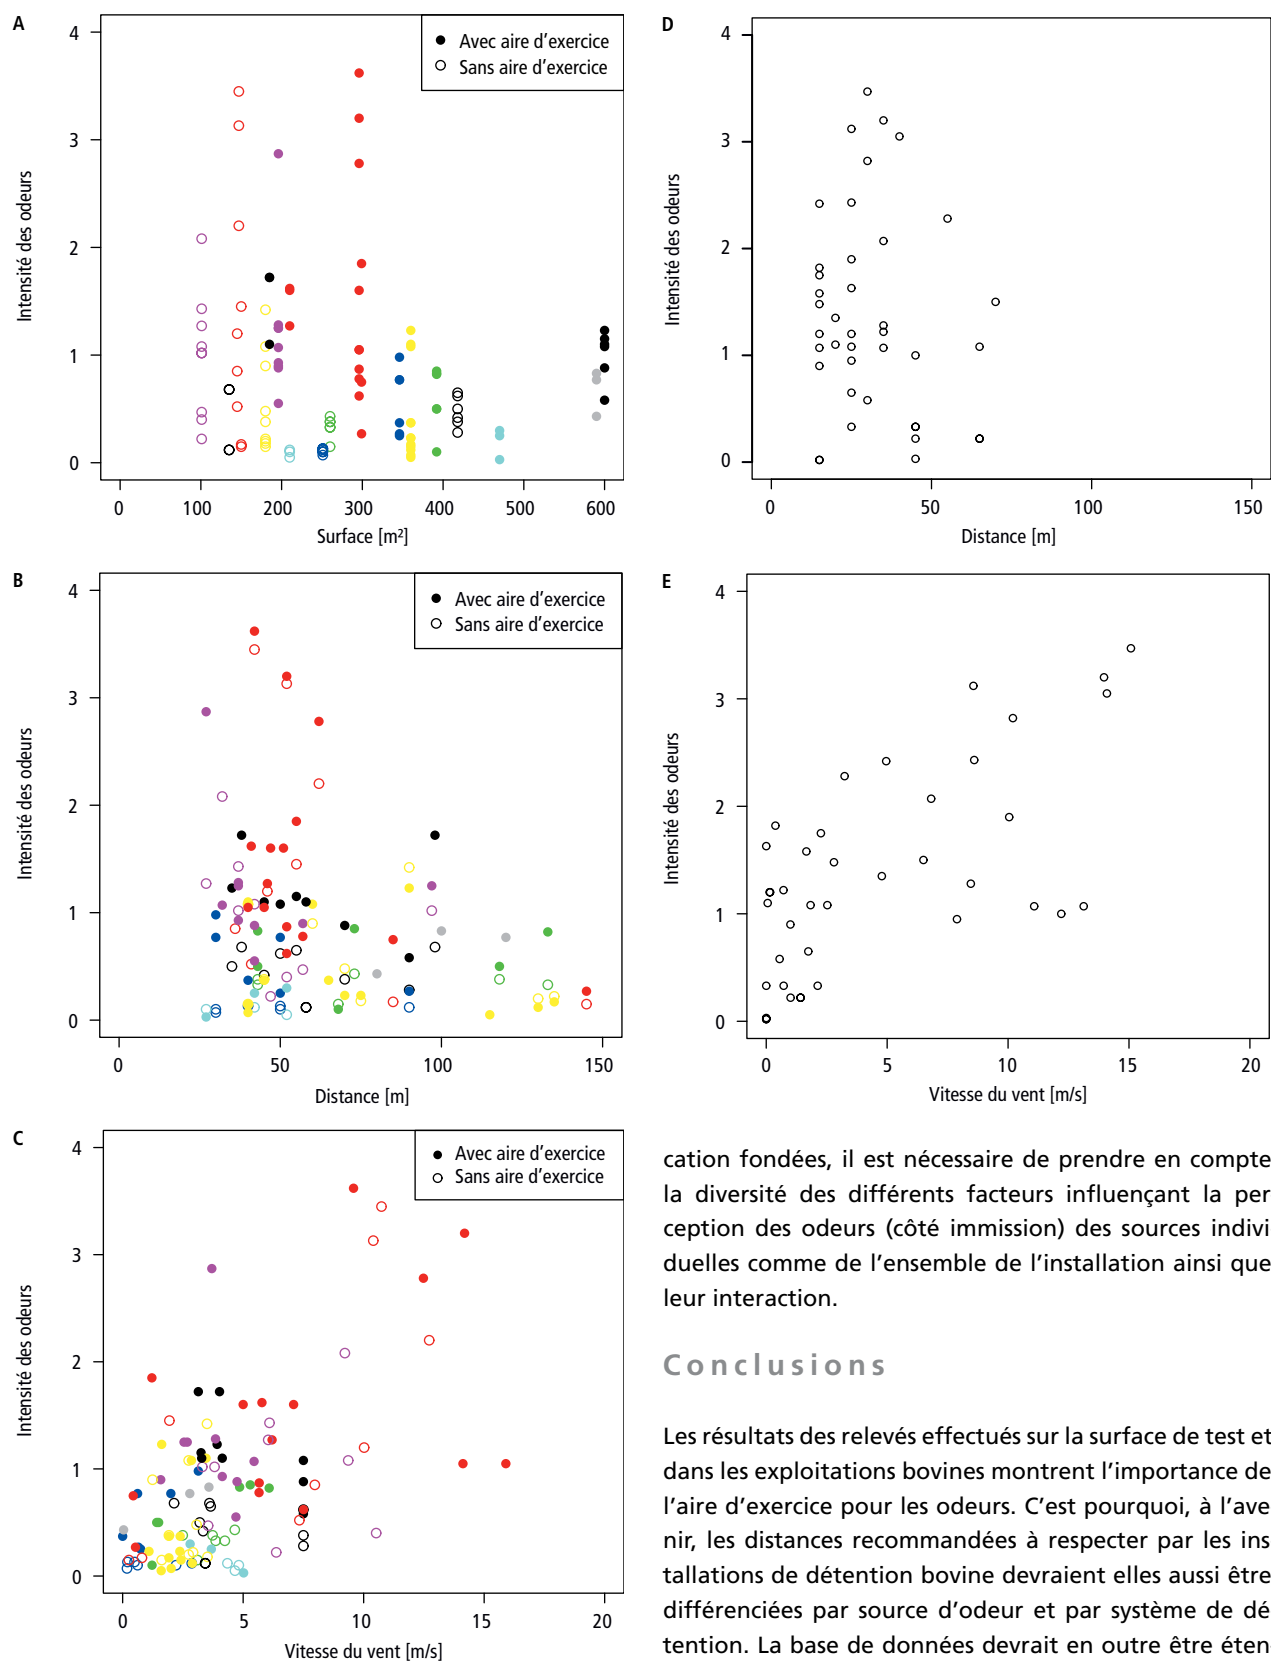 A
4
3
2
1
0
Intensité des odeurs
Avec aire d'exercice
Sans aire d'exercice
0 100 200 300 400 500 600
Surface [m²]
B
4
3
2
1
0
Intensité des odeurs
Avec aire d'exercice
Sans aire d'exercice
0 50 100 150
Distance [m]
C
4
3
2
1
0
Intensité des odeurs
Avec aire d'exercice
Sans aire d'exercice
0 5 10 15 20
Vitesse du vent [m/s]
D
4
3
2
1
0
Intensité des odeurs
0 50 100 150
Distance [m]
E
4
3
2
1
0
Intensité des odeurs
0 5 10 15 20
Vitesse du vent [m/s]
cation fondées, il est nécessaire de prendre en compte
la diversité des différents facteurs influençant la per
ception des odeurs (côté immission) des sources indivi
duelles comme de l'ensemble de l'installation ainsi que
leur interaction.
Conclusions
Les résultats des relevés effectués sur la surface de test et
dans les exploitations bovines montrent l'importance de
l'aire d'exercice pour les odeurs. C'est pourquoi, à l'ave
nir, les distances recommandées à respecter par les ins
tallations de détention bovine devraient elles aussi être
différenciées par source d'odeur et par système de dé
tention. La base de données devrait en outre être éten